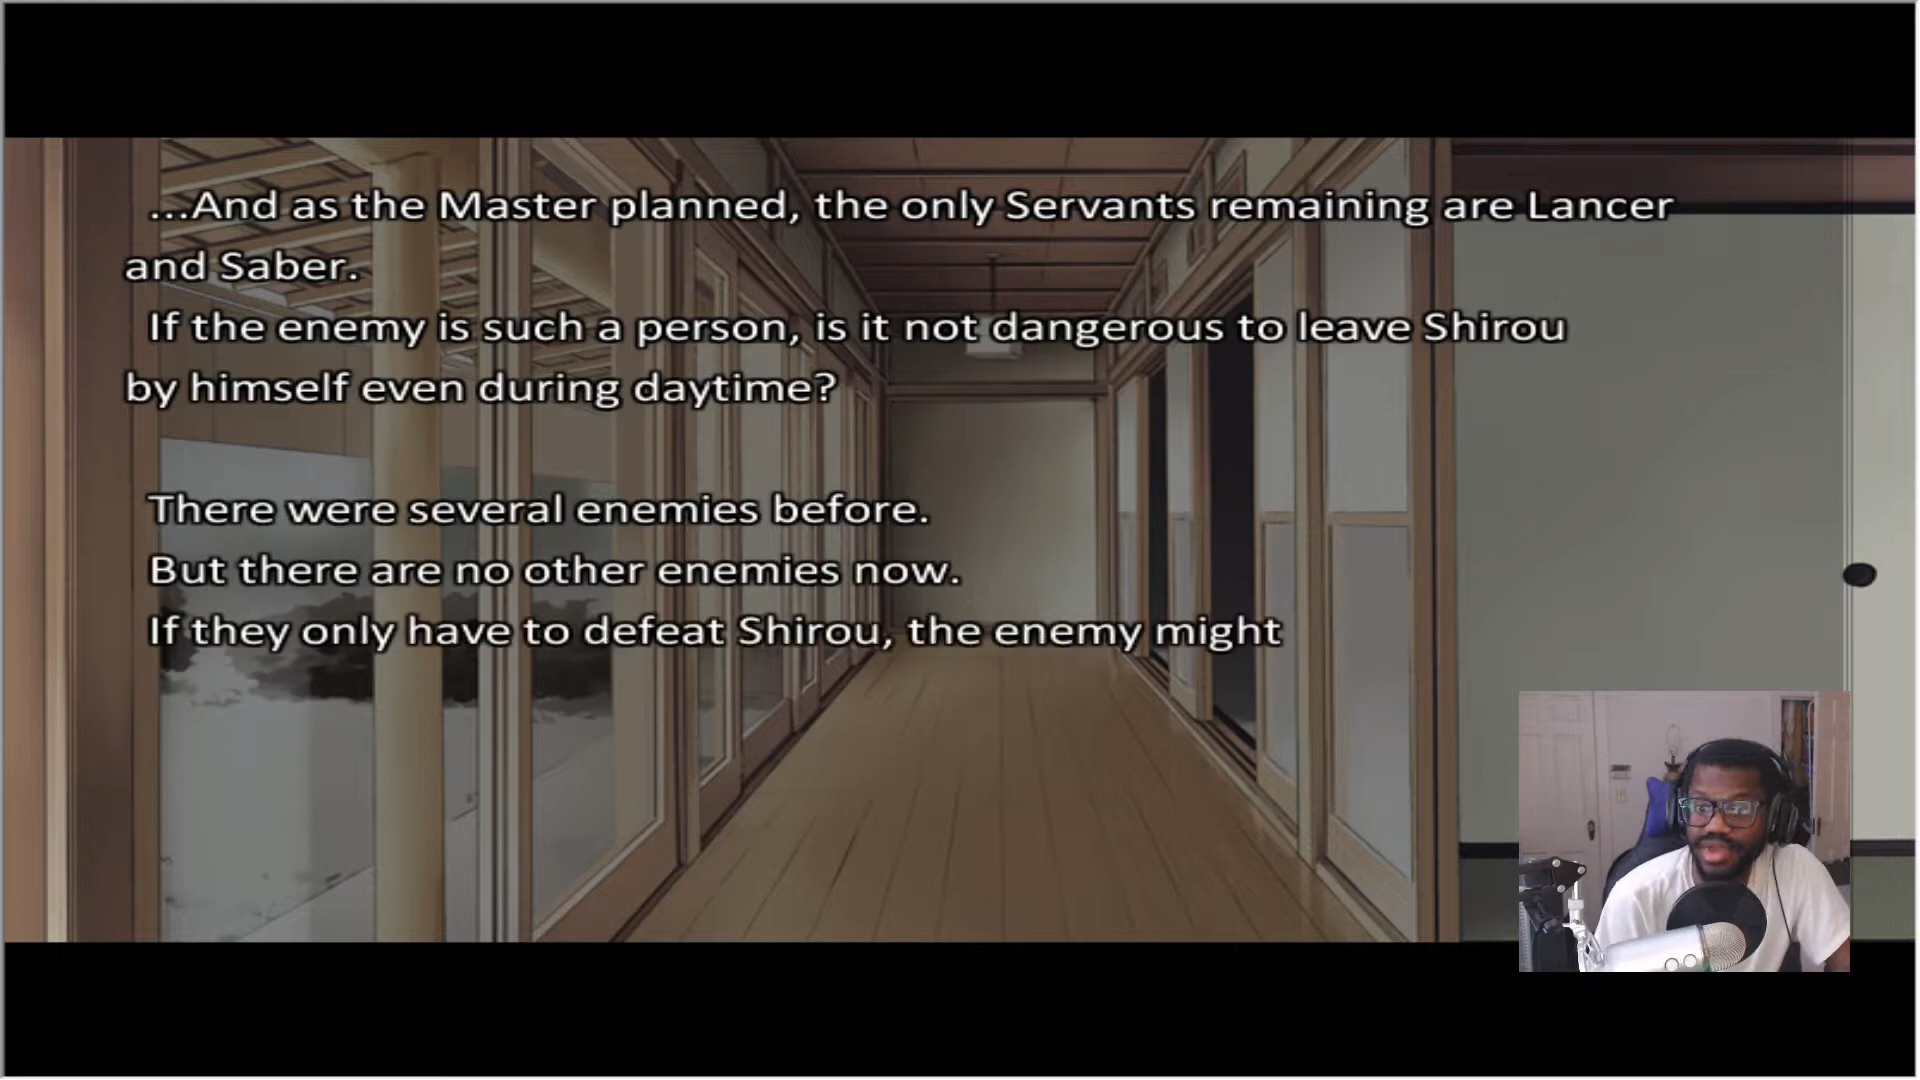 ...And as the Master planned, the only Servants remaining are Lancer
and Saber.
If the enemy is such a person, is it not dangerous to leave Shirou
by himself even during daytime?
There were several enemies before.
But there are no other enemies now.
If they only have to defeat Shirou, the enemy might